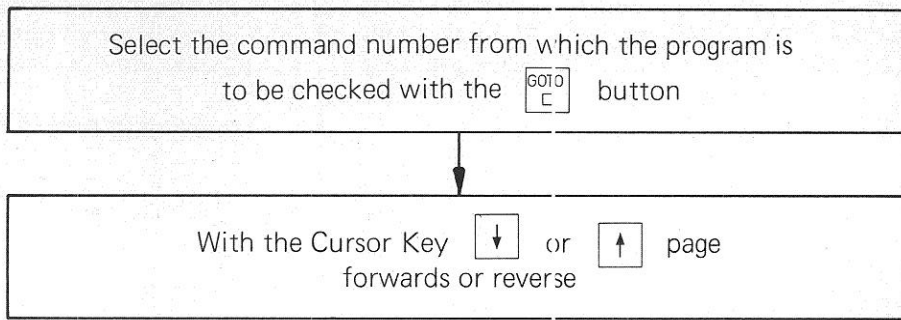 Select the command number from which the program is
to be checked with the GOTO button
With the Cursor Key ↓ or ↑ page
forwards or reverse